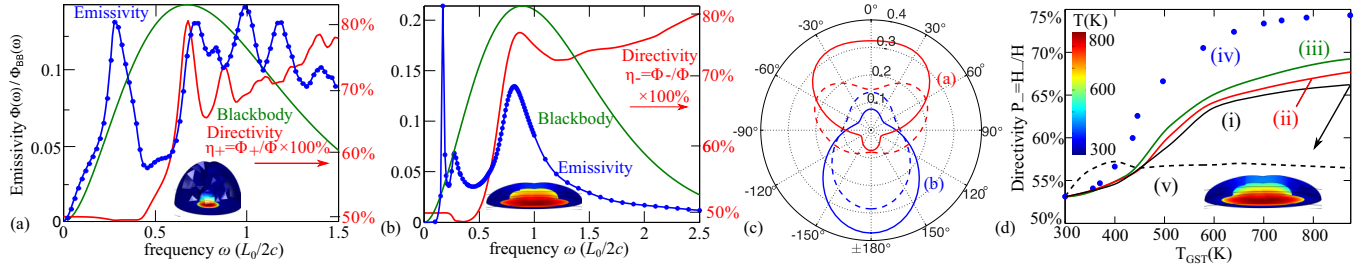 Emissivity Φ(ω)/Φ_BB(ω)
0.1
0.05
0
Emissivity
80%
70%
60%
50%
Blackbody
Directivity
η₊=Φ₊/Φ×100%
(a)
0 0.5 1 1.5
frequency ω (L₀/2c)
0.2
0.15
0.1
0.05
0
80%
Directivity
η₋=Φ₋/Φ
×100%
70%
Blackbody
Emissivity
60%
50%
(b)
0 0.5 1 1.5 2 2.5
frequency ω (L₀/2c)
0° 0.4
-30° 30°
0.3
-60° 60°
0.2
(a)
0.1
-90° 90°
(b)
-120° 120°
-150° 150°
±180°
(c)
Directivity P₋=H₋/H
75%
70%
65%
60%
55%
50%
T(K)
800
600
300
(iv)
(iii)
(i)
(ii)
(v)
(d)
300 400 500 600 700 800
T_GST(K)